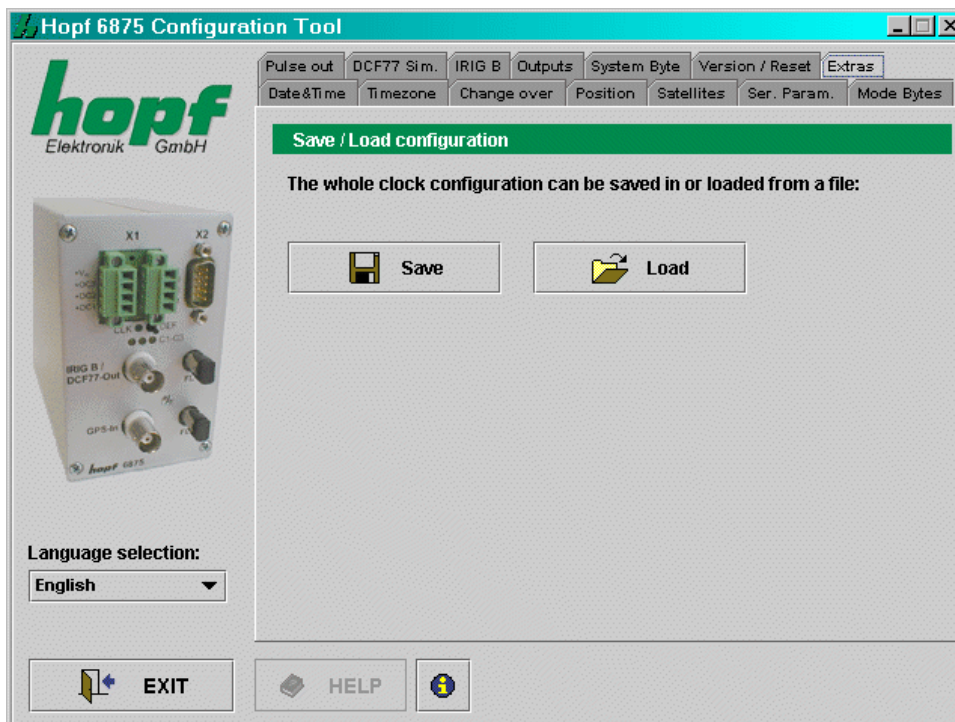 Hopf 6875 Configuration Tool
Pulse out DCF77 Sim. IRIG B Outputs System Byte Version / Reset Extras
Date&Time Timezone Change over Position Satellites Ser. Param. Mode Bytes
hopf
Elektronik GmbH
Save / Load configuration
The whole clock configuration can be saved in or loaded from a file:
Save Load
X1 X2
C1-C3
IRIG B /
DCF77-Out
GPS-In
hopf 6875
Language selection:
English
EXIT HELP